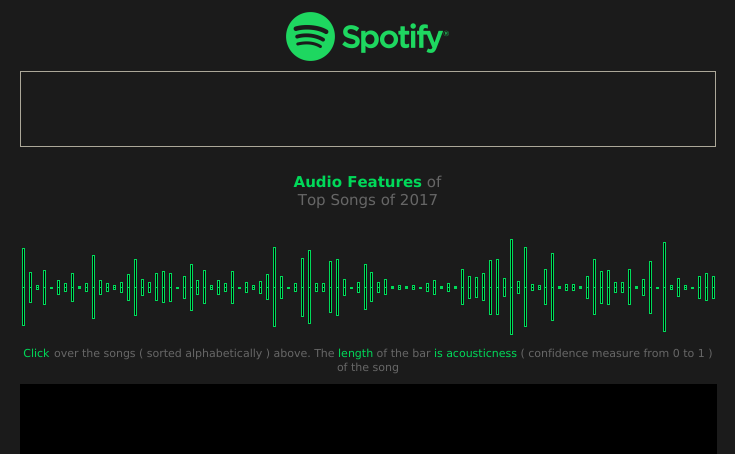 Spotify®
Audio Features of
Top Songs of 2017
Click over the songs ( sorted alphabetically ) above. The length of the bar is acousticness ( confidence measure from 0 to 1 )
of the song